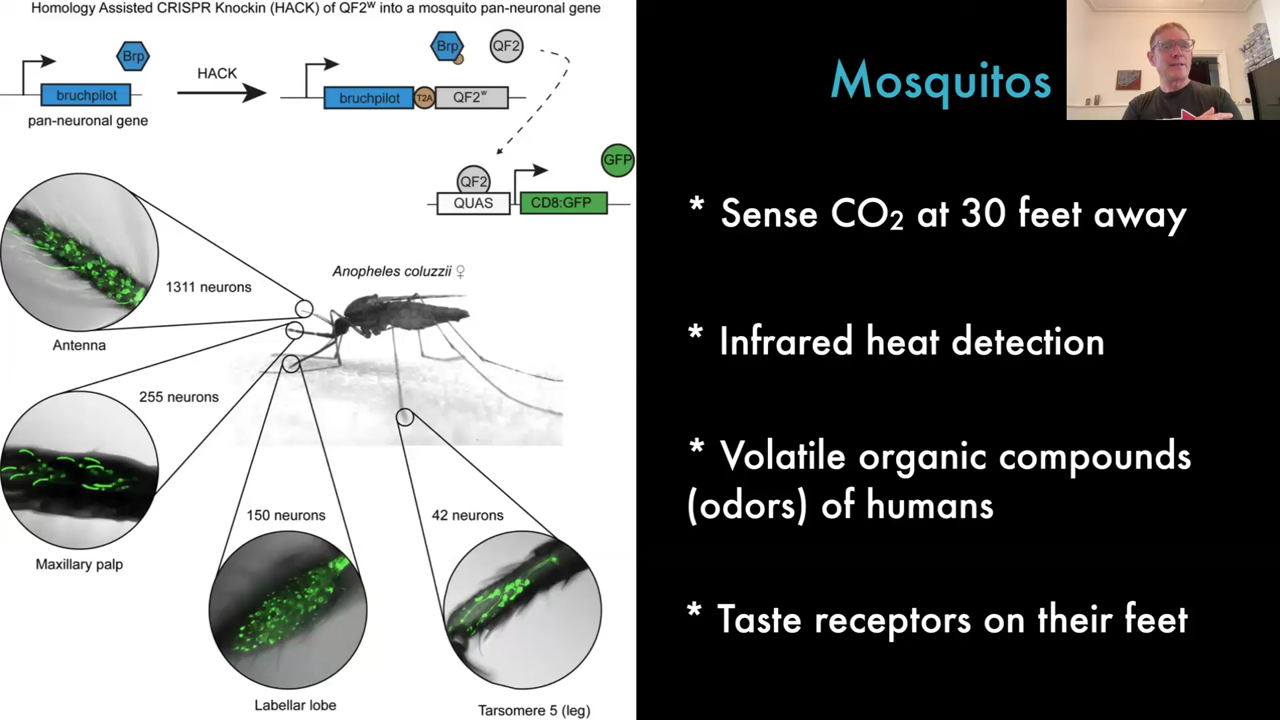 Homology Assisted CRISPR Knockin (HACK) of QF2ʷ into a mosquito pan-neuronal gene
Brp
bruchpilot
pan-neuronal gene
HACK
Brp
QF2
bruchpilot
T2A
QF2ʷ
QF2
QUAS
CD8:GFP
GFP
Anopheles coluzzii ♀
1311 neurons
Antenna
255 neurons
Maxillary palp
150 neurons
Labellar lobe
42 neurons
Tarsomere 5 (leg)
Mosquitos
* Sense CO₂ at 30 feet away
* Infrared heat detection
* Volatile organic compounds
(odors) of humans
* Taste receptors on their feet